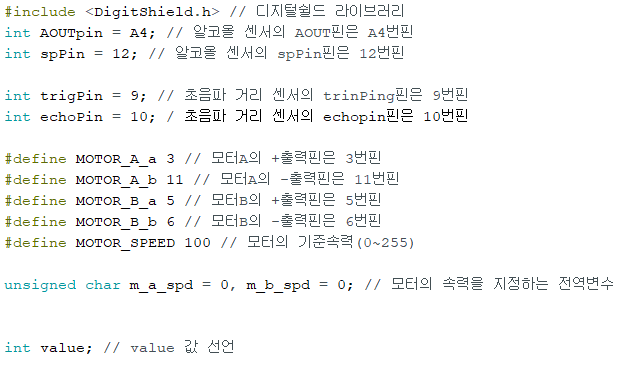 #include <DigitShield.h> // 디지털쉴드 라이브러리
int AOUTpin = A4; // 알코올 센서의 AOUT핀은 A4번핀
int spPin = 12; // 알코올 센서의 spPin핀은 12번핀
int trigPin = 9; // 초음파 거리 센서의 trinPing핀은 9번핀
int echoPin = 10; / 초음파 거리 센서의 echopin핀은 10번핀
#define MOTOR_A_a 3 // 모터A의 +출력핀은 3번핀
#define MOTOR_A_b 11 // 모터A의 -출력핀은 11번핀
#define MOTOR_B_a 5 // 모터B의 +출력핀은 5번핀
#define MOTOR_B_b 6 // 모터B의 -출력핀은 6번핀
#define MOTOR_SPEED 100 // 모터의 기준속력(0~255)
unsigned char m_a_spd = 0, m_b_spd = 0; // 모터의 속력을 지정하는 전역변수
int value; // value 값 선언